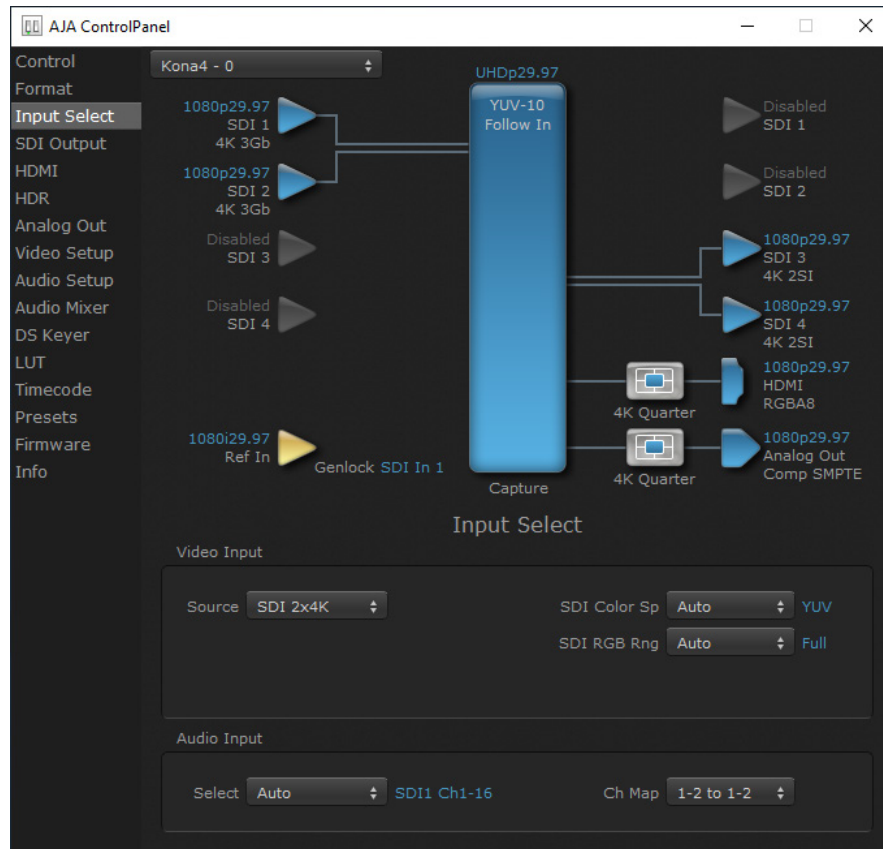 AJA ControlPanel
Control
Format
Input Select
SDI Output
HDMI
HDR
Analog Out
Video Setup
Audio Setup
Audio Mixer
DS Keyer
LUT
Timecode
Presets
Firmware
Info
Kona4 - 0
UHDp29.97
YUV-10
Follow In
1080p29.97
SDI 1
4K 3Gb
1080p29.97
SDI 2
4K 3Gb
Disabled
SDI 3
Disabled
SDI 4
1080i29.97
Ref In
Genlock SDI In 1
Capture
Disabled
SDI 1
Disabled
SDI 2
1080p29.97
SDI 3
4K 2SI
1080p29.97
SDI 4
4K 2SI
4K Quarter
1080p29.97
HDMI
RGBA8
4K Quarter
1080p29.97
Analog Out
Comp SMPTE
Input Select
Video Input
Source SDI 2x4K
SDI Color Sp Auto YUV
SDI RGB Rng Auto Full
Audio Input
Select Auto SDI1 Ch1-16
Ch Map 1-2 to 1-2